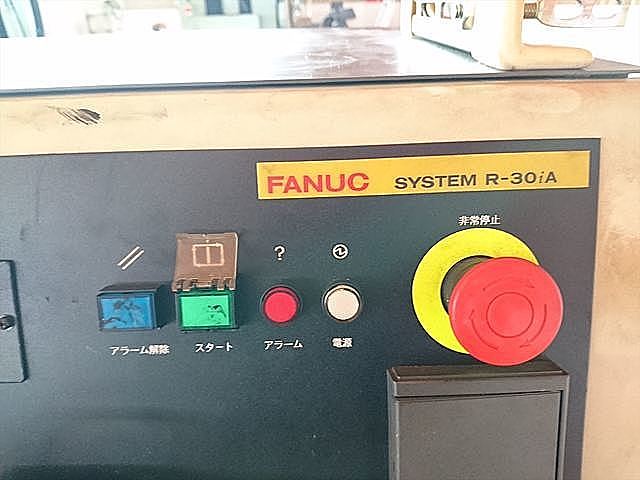 FANUC SYSTEM R-30iA
非常停止
?
アラーム解除 スタート アラーム 電源